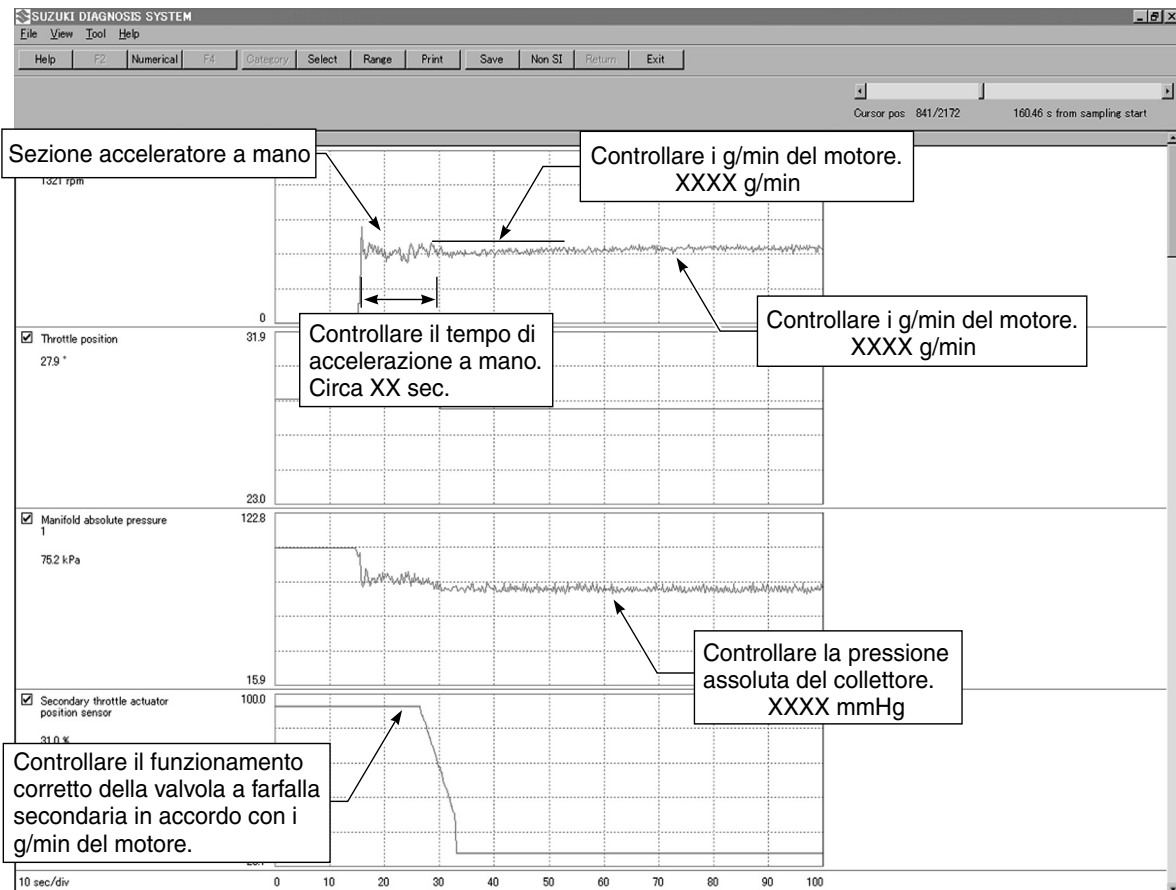 SUZUKI DIAGNOSIS SYSTEM
File View Tool Help
Help F2 Numerical F4 Category Select Range Print Save Non SI Return Exit
Cursor pos 841/2172 160.46 s from sampling start
Sezione acceleratore a mano
Controllare i g/min del motore.
XXXX g/min
1321 rpm
0
Controllare il tempo di
accelerazione a mano.
Circa XX sec.
Controllare i g/min del motore.
XXXX g/min
Throttle position
27.9 °
31.9
23.0
Manifold absolute pressure
1
75.2 kPa
122.8
15.9
Controllare la pressione
assoluta del collettore.
XXXX mmHg
Secondary throttle actuator
position sensor
31.0 %
100.0
Controllare il funzionamento
corretto della valvola a farfalla
secondaria in accordo con i
g/min del motore.
10 sec/div
0 10 20 30 40 50 60 70 80 90 100